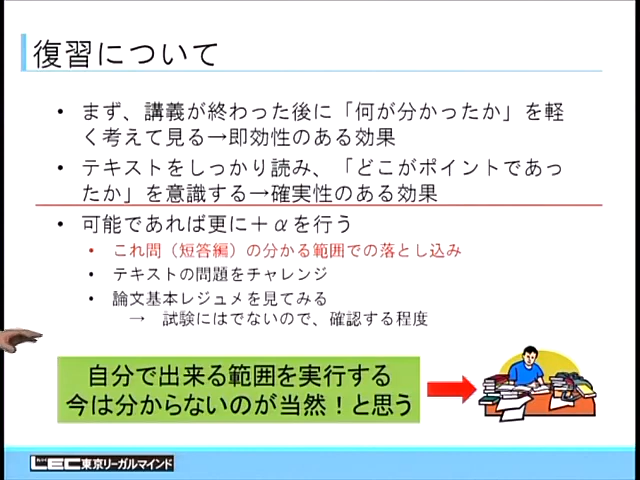 復習について
• まず、講義が終わった後に「何が分かったか」を軽
く考えて見る→即効性のある効果
• テキストをしっかり読み、「どこがポイントであっ
たか」を意識する→確実性のある効果
• 可能であれば更に＋αを行う
• これ問（短答編）の分かる範囲での落とし込み
• テキストの問題をチャレンジ
• 論文基本レジュメを見てみる
→ 試験にはでないので、確認する程度
自分で出来る範囲を実行する
今は分からないのが当然！と思う
LEC東京リーガルマインド